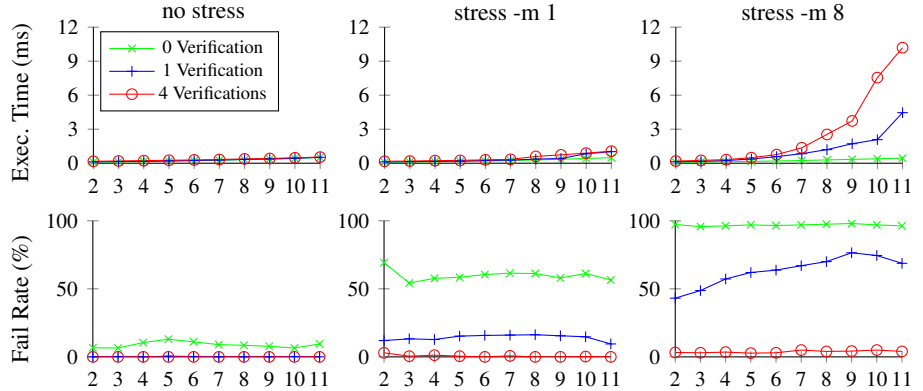 no stress
stress -m 1
stress -m 8
Exec. Time (ms)
12
9
6
3
0
0 Verification
1 Verification
4 Verifications
2 3 4 5 6 7 8 9 10 11
12
9
6
3
0
2 3 4 5 6 7 8 9 10 11
12
9
6
3
0
2 3 4 5 6 7 8 9 10 11
Fail Rate (%)
100
50
0
2 3 4 5 6 7 8 9 10 11
100
50
0
2 3 4 5 6 7 8 9 10 11
100
50
0
2 3 4 5 6 7 8 9 10 11